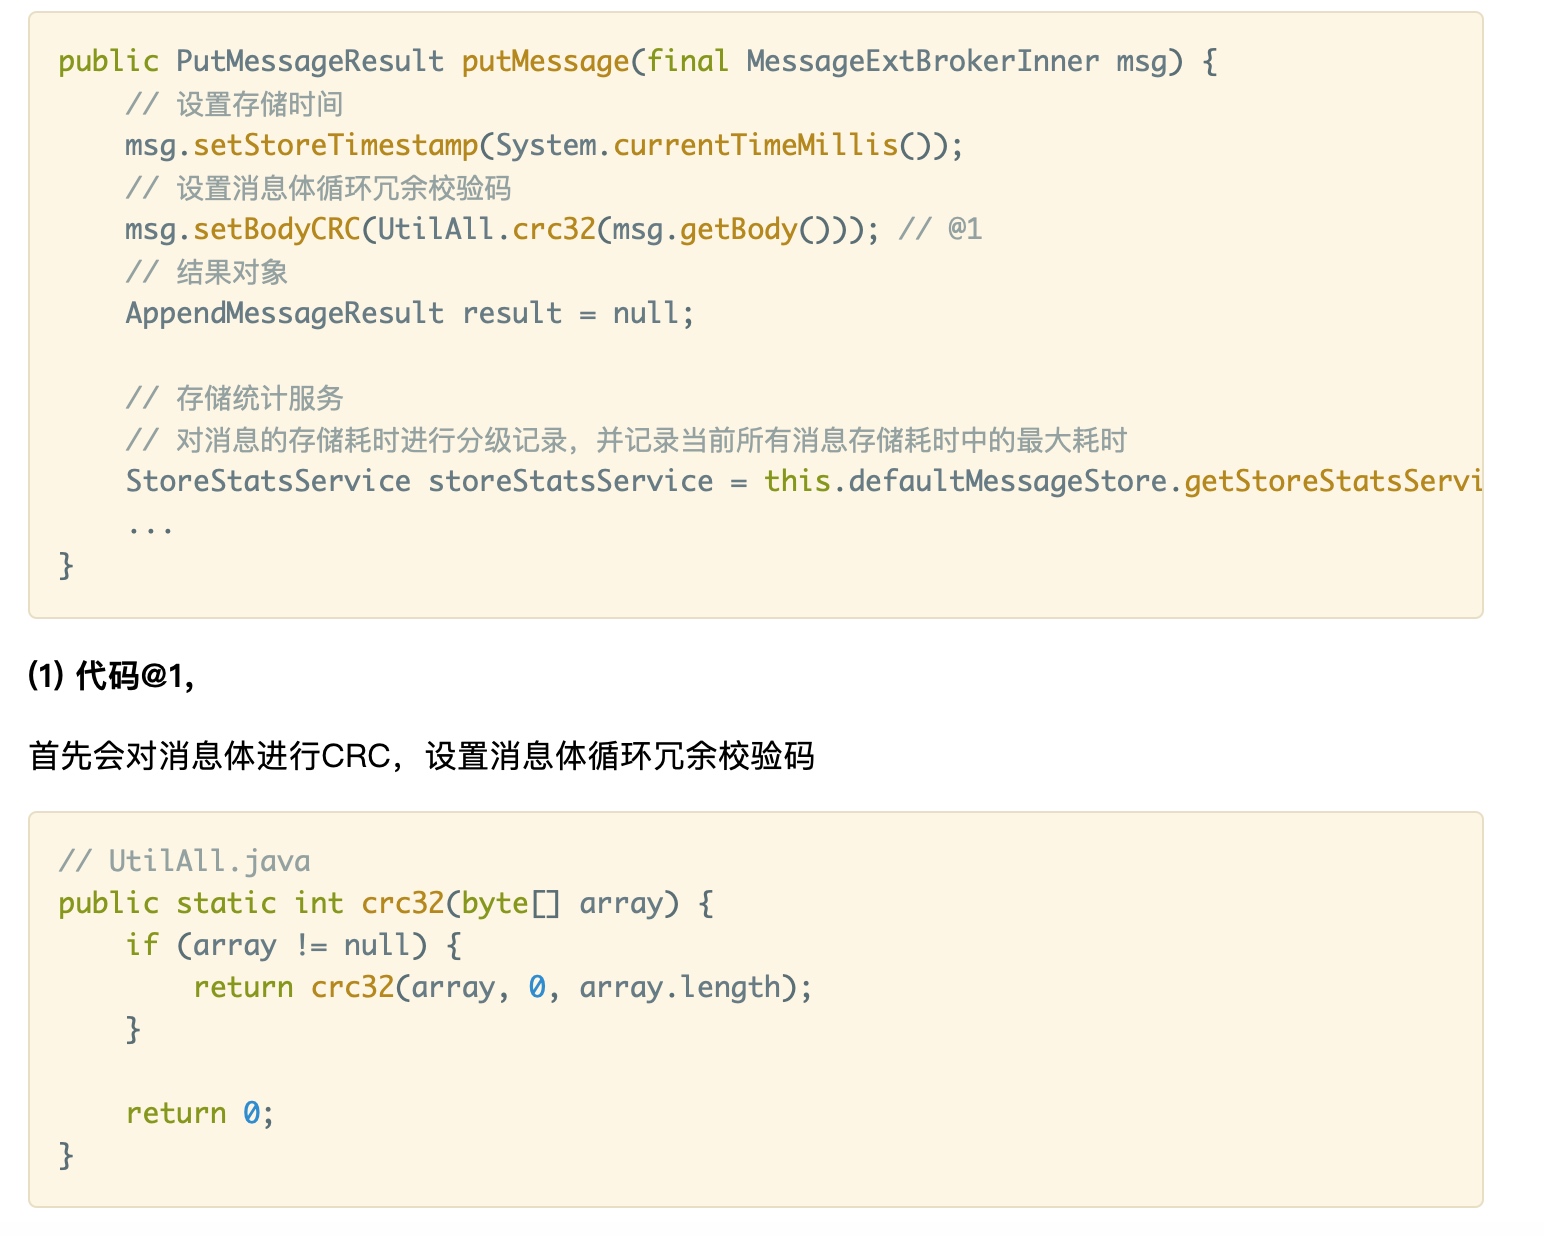 public PutMessageResult putMessage(final MessageExtBrokerInner msg) {
    // 设置存储时间
    msg.setStoreTimestamp(System.currentTimeMillis());
    // 设置消息体循环冗余校验码
    msg.setBodyCRC(UtilAll.crc32(msg.getBody())); // @1
    // 结果对象
    AppendMessageResult result = null;

    // 存储统计服务
    // 对消息的存储耗时进行分级记录，并记录当前所有消息存储耗时中的最大耗时
    StoreStatsService storeStatsService = this.defaultMessageStore.getStoreStatsServi
    ...
}
(1) 代码@1,
首先会对消息体进行CRC，设置消息体循环冗余校验码
// UtilAll.java
public static int crc32(byte[] array) {
    if (array != null) {
        return crc32(array, 0, array.length);
    }

    return 0;
}